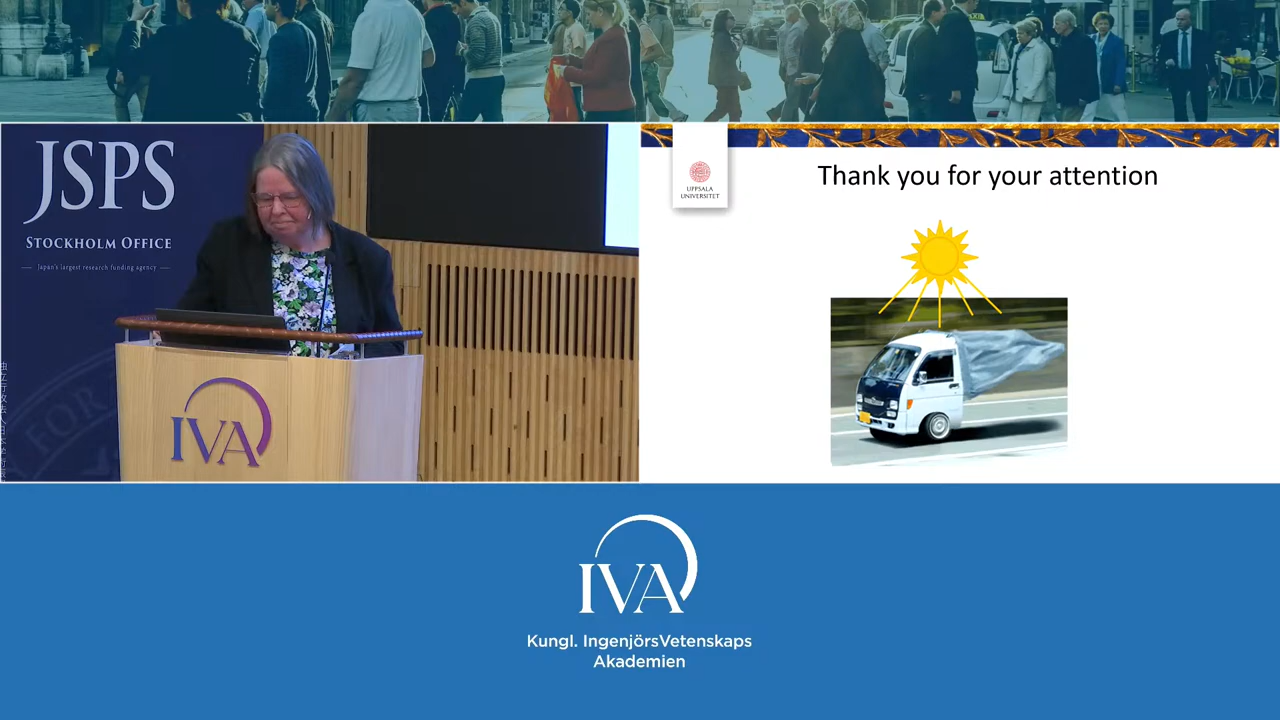 JSPS
STOCKHOLM OFFICE
Japan's largest research funding agency
IVA
UPPSALA
UNIVERSITET
Thank you for your attention
IVA
Kungl. IngenjörsVetenskaps
Akademien